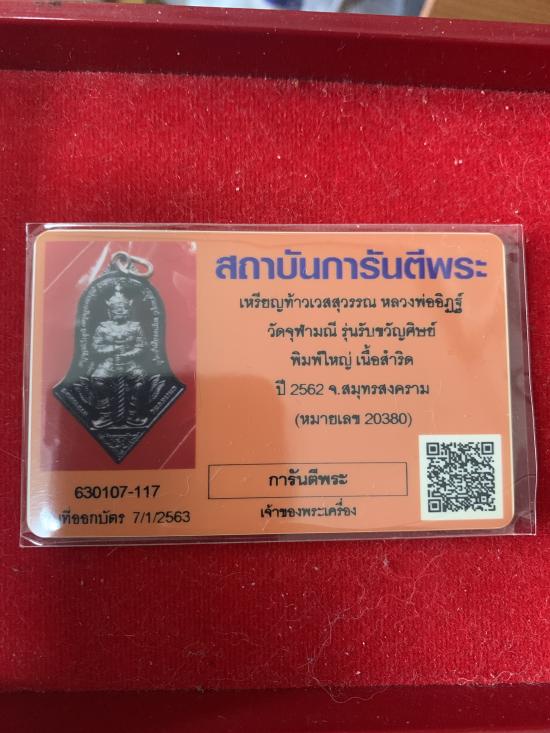 สถาบันการันตีพระ
เหรียญท้าวเวสสุวรรณ หลวงพ่ออิฏฐ์
วัดจุฬามณี รุ่นรับขวัญศิษย์
พิมพ์ใหญ่ เนื้อสำริด
ปี 2562 จ.สมุทรสงคราม
(หมายเลข 20380)
การันตีพระ
เจ้าของพระเครื่อง
630107-117
ที่ออกบัตร 7/1/2563